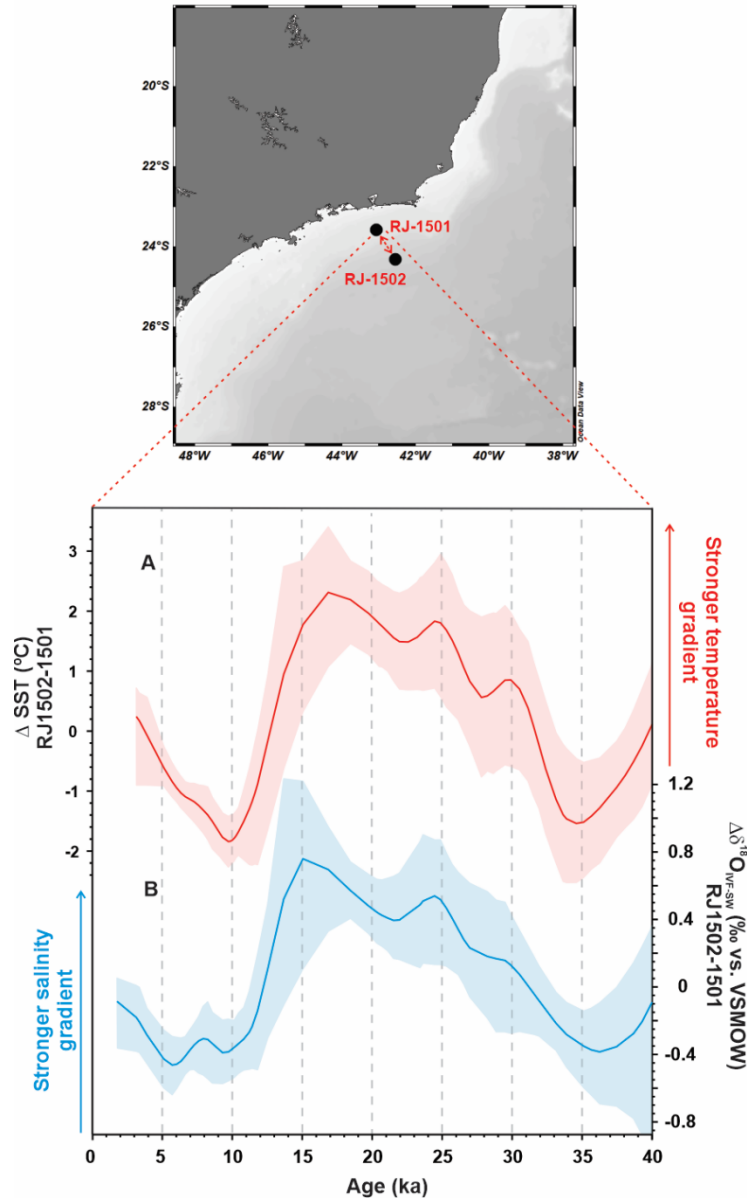 20°S
22°S
24°S
26°S
28°S
RJ-1501
RJ-1502
48°W 46°W 44°W 42°W 40°W 38°W
Ocean Data View
A
3
2
1
0
-1
-2
Δ SST (ºC)
RJ1502-1501
Stronger temperature
gradient
B
1.2
0.8
0.4
0
-0.4
-0.8
Δδ¹⁸O_IVF-SW (‰ vs. VSMOW)
RJ1502-1501
Stronger salinity
gradient
0 5 10 15 20 25 30 35 40
Age (ka)